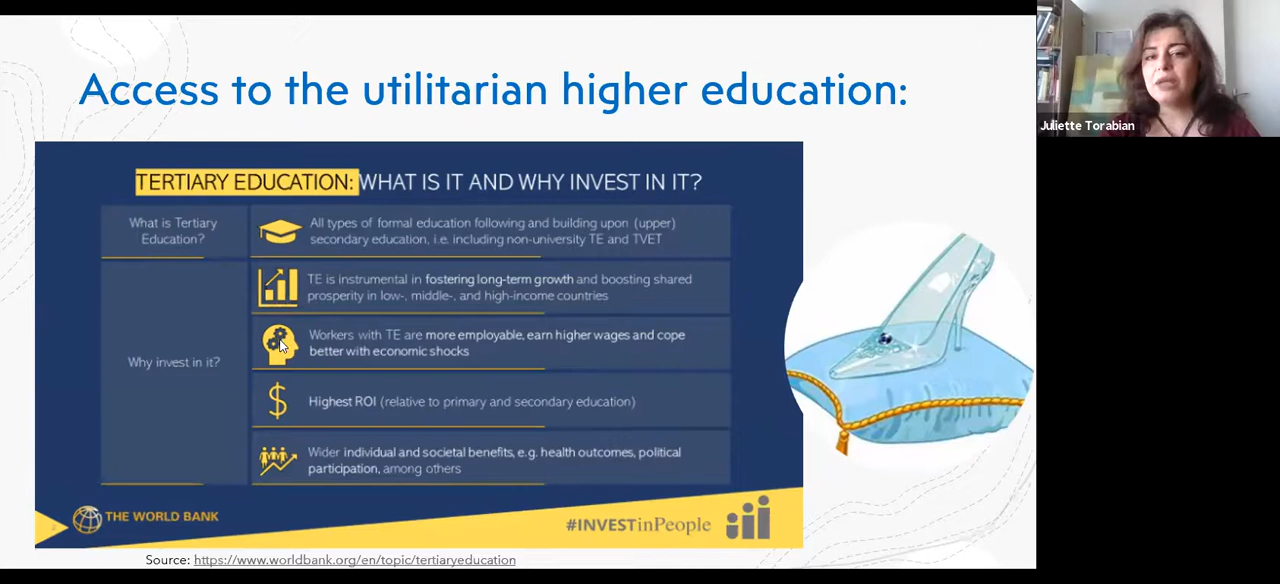 Access to the utilitarian higher education:
Juliette Torabian
TERTIARY EDUCATION: WHAT IS IT AND WHY INVEST IN IT?
What is Tertiary
Education?
All types of formal education following and building upon (upper)
secondary education, i.e. including non-university TE and TVET
Why invest in it?
TE is instrumental in fostering long-term growth and boosting shared
prosperity in low-, middle-, and high-income countries
Workers with TE are more employable, earn higher wages and cope
better with economic shocks
Highest ROI (relative to primary and secondary education)
Wider individual and societal benefits, e.g. health outcomes, political
participation, among others
THE WORLD BANK
#INVESTinPeople
Source: https://www.worldbank.org/en/topic/tertiaryeducation